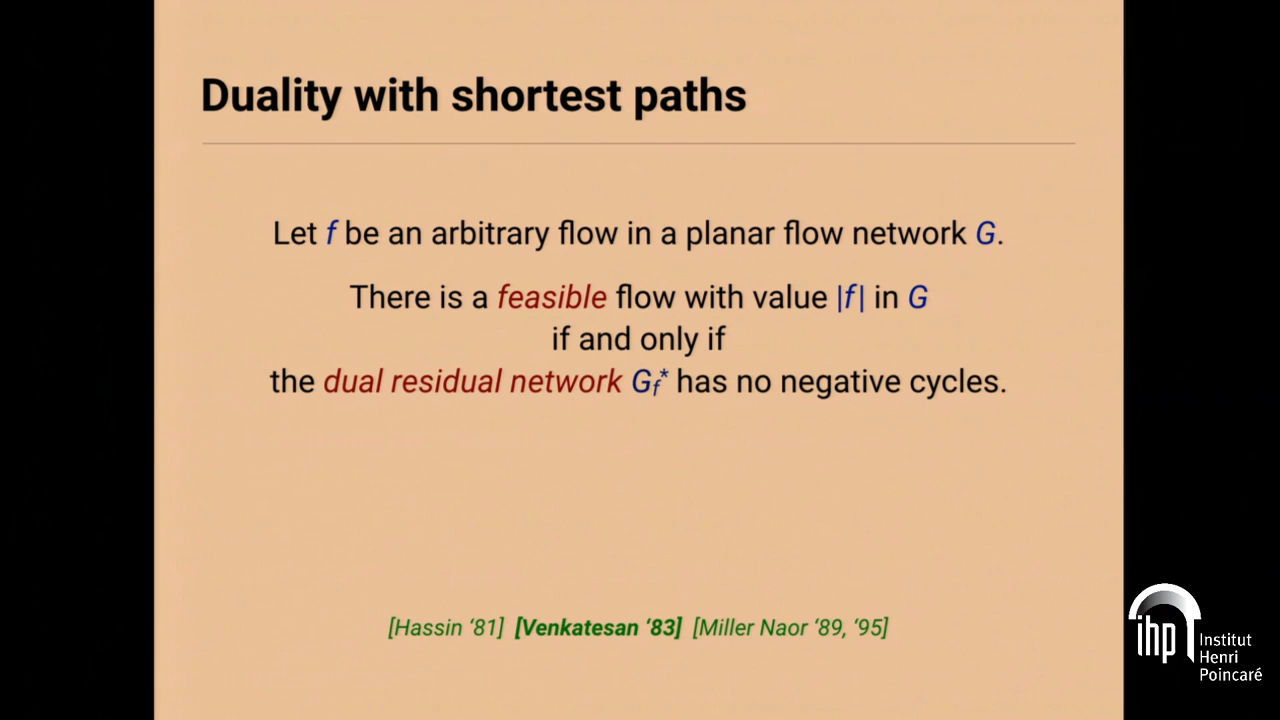 Duality with shortest paths
Let f be an arbitrary flow in a planar flow network G.
There is a feasible flow with value |f| in G
if and only if
the dual residual network G_f^* has no negative cycles.
[Hassin ‘81] [Venkatesan ‘83] [Miller Naor ‘89, ‘95]
ihp Institut
Henri
Poincaré